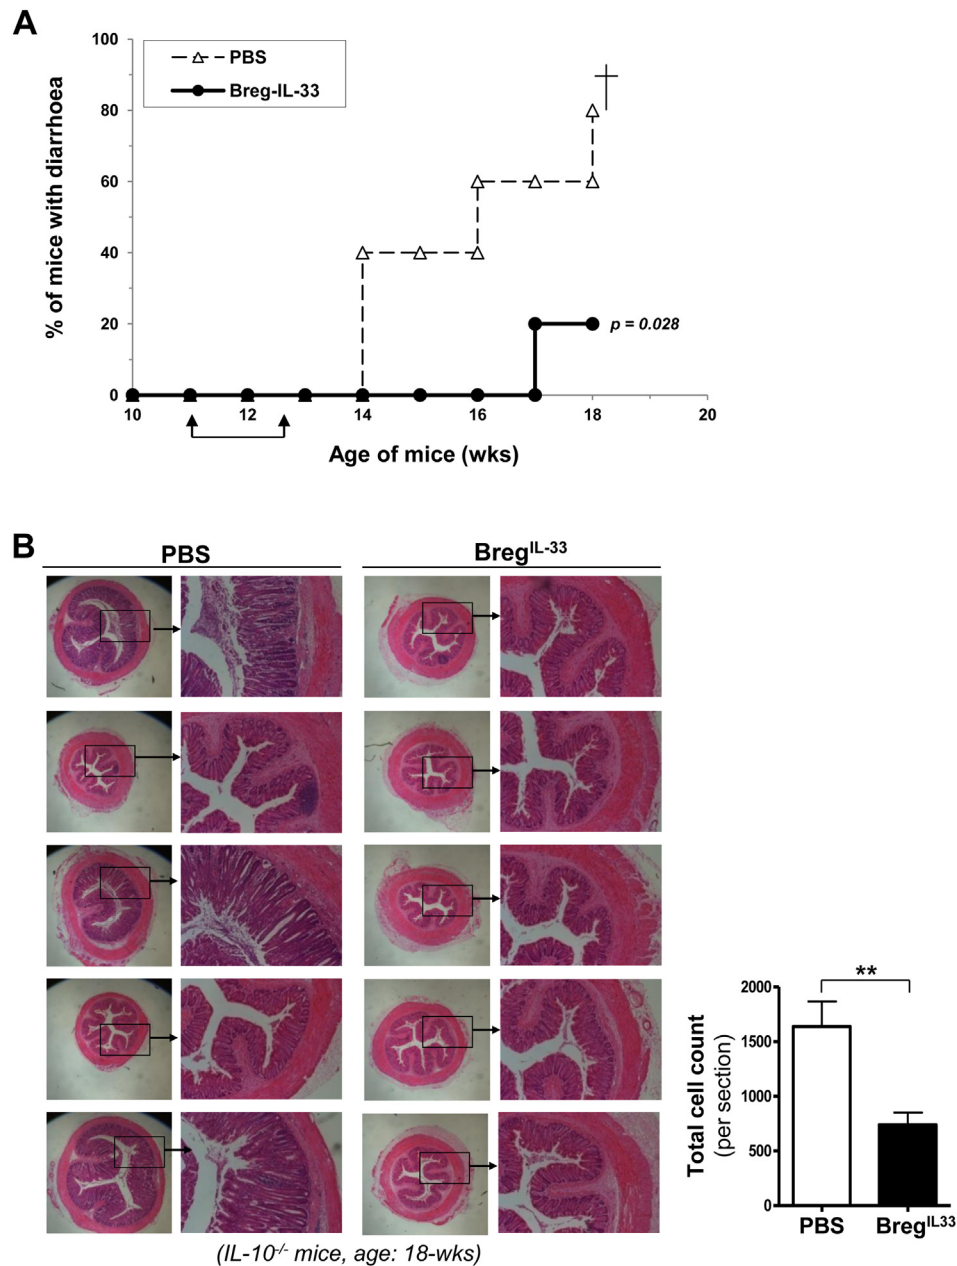 A
100
80
60
40
20
0
% of mice with diarrhoea
PBS
Breg-IL-33
p = 0.028
10 12 14 16 18 20
Age of mice (wks)
B
PBS
Breg^IL-33
(IL-10^-/- mice, age: 18-wks)
Total cell count
(per section)
2000
1500
1000
500
0
**
PBS Breg^IL33